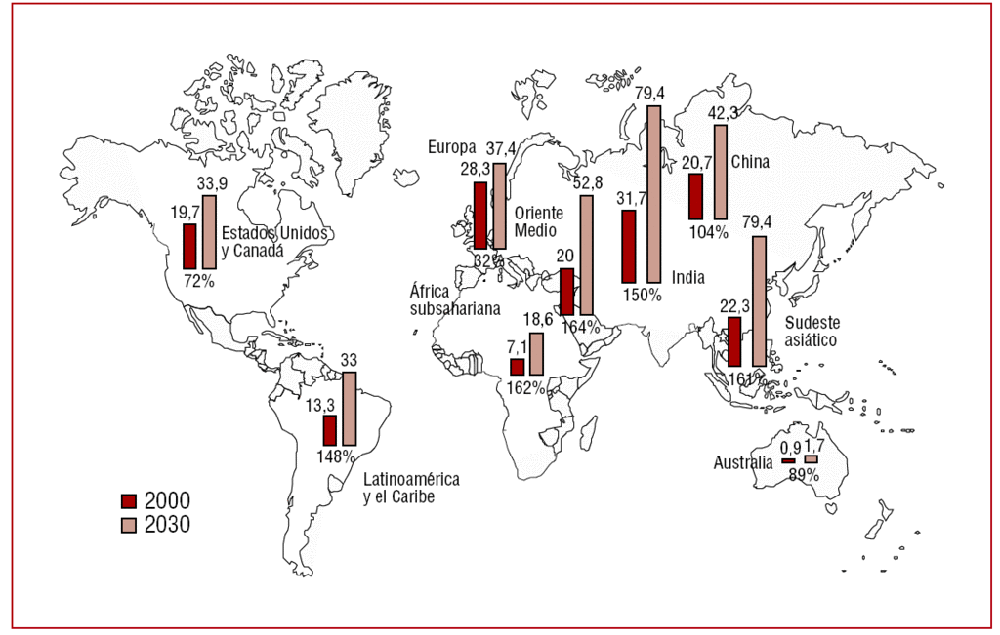 79,4
42,3
Europa
37,4
28,3
20,7
China
33,9
52,8
19,7
31,7
Oriente
Medio
Estados Unidos
y Canadá
104%
79,4
32%
20
72%
India
150%
África
subsahariana
22,3
164%
18,6
Sudeste
asiático
7,1
33
161%
162%
13,3
148%
0,9
1,7
Australia
89%
Latinoamérica
y el Caribe
2000
2030